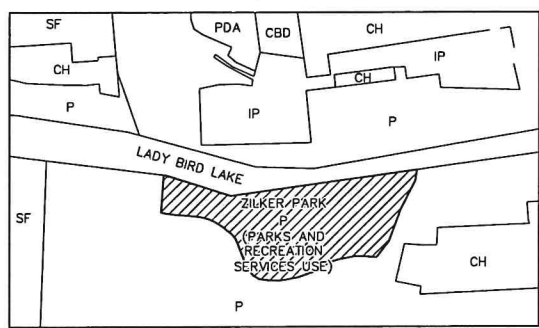 SF
PDA
CBD
CH
IP
CH
CH
P
IP
P
LADY BIRD LAKE
SF
ZILKER PARK
P
(PARKS AND
RECREATION
SERVICES USE)
CH
P